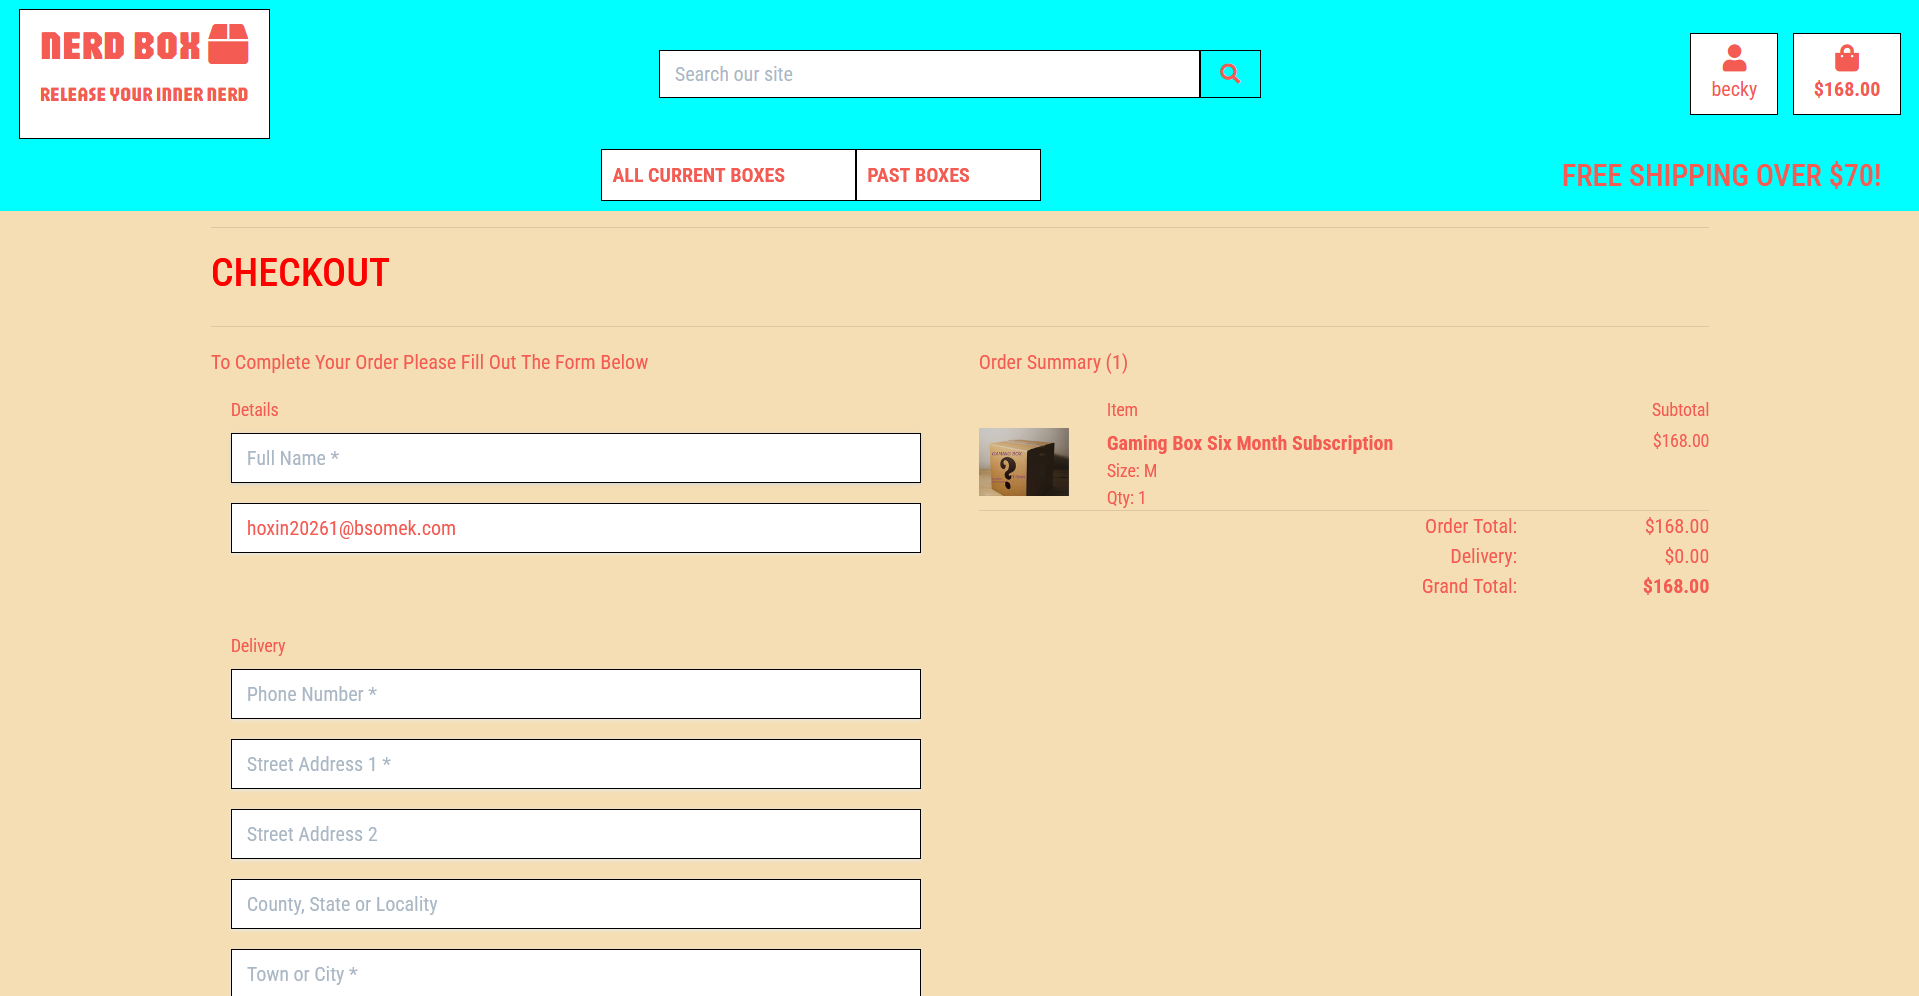 NERD BOX
RELEASE YOUR INNER NERD
Search our site
becky
$168.00
ALL CURRENT BOXES
PAST BOXES
FREE SHIPPING OVER $70!
CHECKOUT
To Complete Your Order Please Fill Out The Form Below
Details
Full Name *
hoxin20261@bsomek.com
Delivery
Phone Number *
Street Address 1 *
Street Address 2
County, State or Locality
Town or City *
Order Summary (1)
Item Subtotal
GAMING BOX
?
Gaming Box Six Month Subscription $168.00
Size: M
Qty: 1
Order Total: $168.00
Delivery: $0.00
Grand Total: $168.00